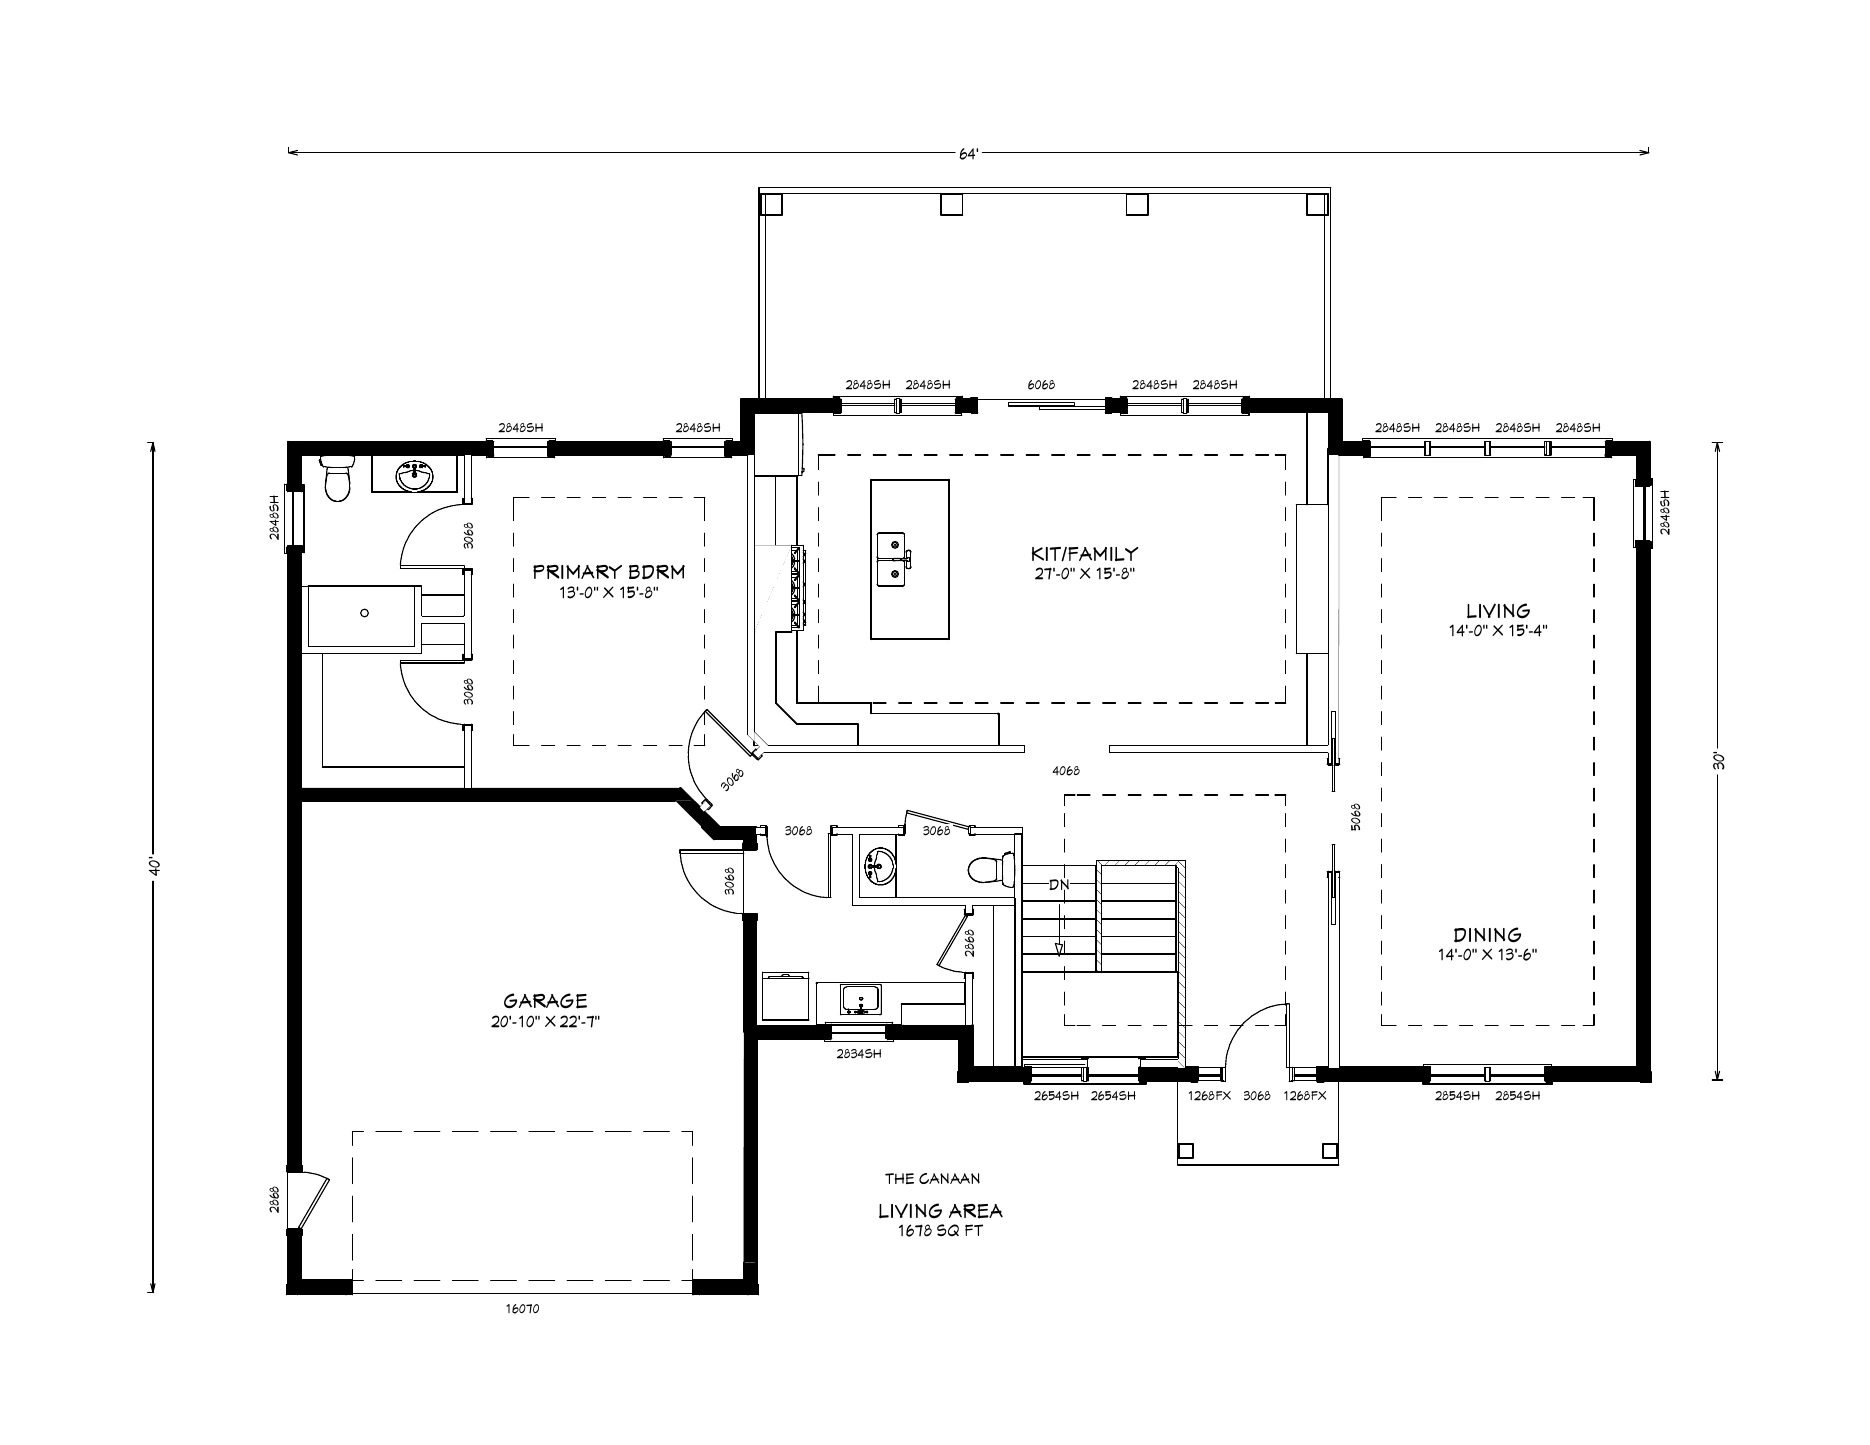 64'
2848SH 2848SH 6068 2848SH 2848SH
2848SH 2848SH 2848SH 2848SH 2848SH 2848SH
2848SH
3068
2848SH
KIT/FAMILY
27'-0" X 15'-8"
PRIMARY BDRM
13'-0" X 15'-8"
LIVING
14'-0" X 15'-4"
3068
3068
4068
30'
5068
3068
3068
40'
3068
DN
2868
DINING
14'-0" X 13'-6"
GARAGE
20'-10" X 22'-7"
2834SH
2654SH 2654SH 1268FX 3068 1268FX 2854SH 2854SH
THE CANAAN
2868
LIVING AREA
1678 SQ FT
16070